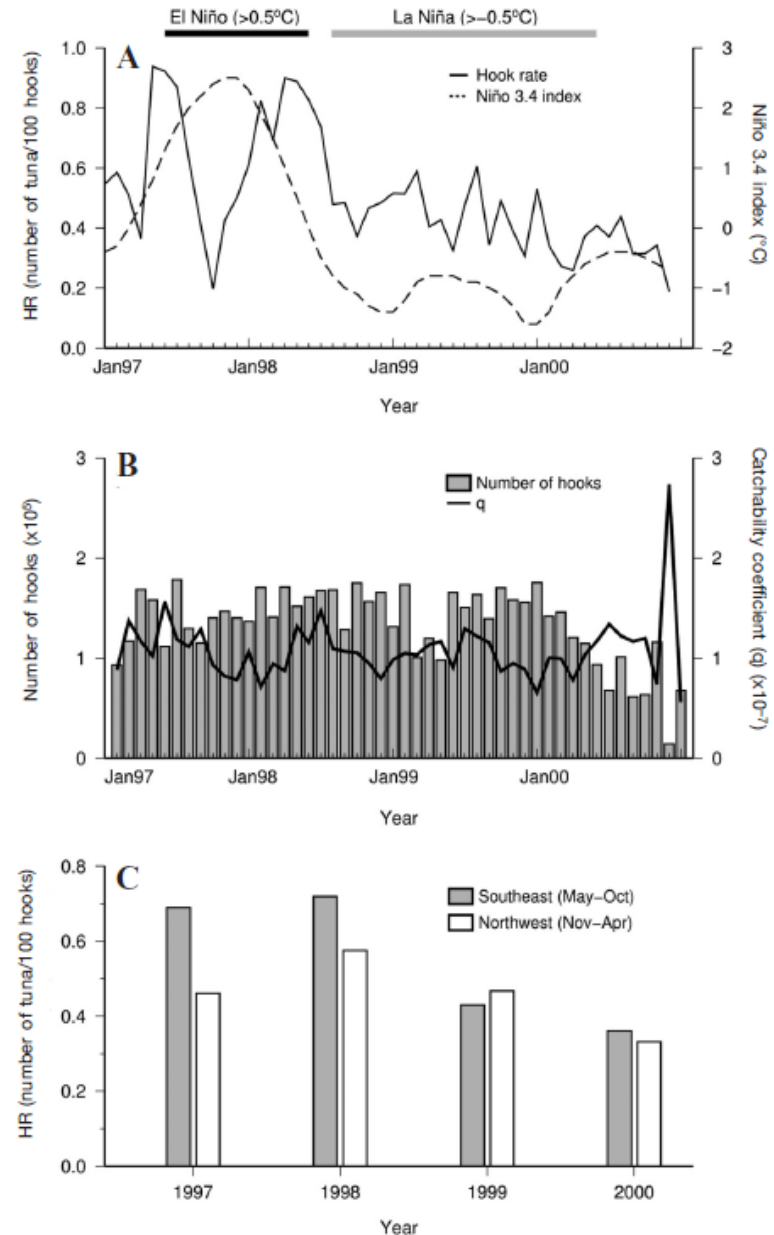 El Niño (>0.5ºC) La Niña (>−0.5ºC)
A
Hook rate
Niño 3.4 index
HR (number of tuna/100 hooks)
1.0
0.8
0.6
0.4
0.2
0.0
Niño 3.4 index (°C)
3
2
1
0
−1
−2
Jan97 Jan98 Jan99 Jan00
Year
B
Number of hooks
q
Number of hooks (x10⁶)
3
2
1
0
Catchability coefficient (q) (x10⁻⁷)
3
2
1
0
Jan97 Jan98 Jan99 Jan00
Year
C
Southeast (May−Oct)
Northwest (Nov−Apr)
HR (number of tuna/100 hooks)
0.8
0.6
0.4
0.2
0.0
1997 1998 1999 2000
Year